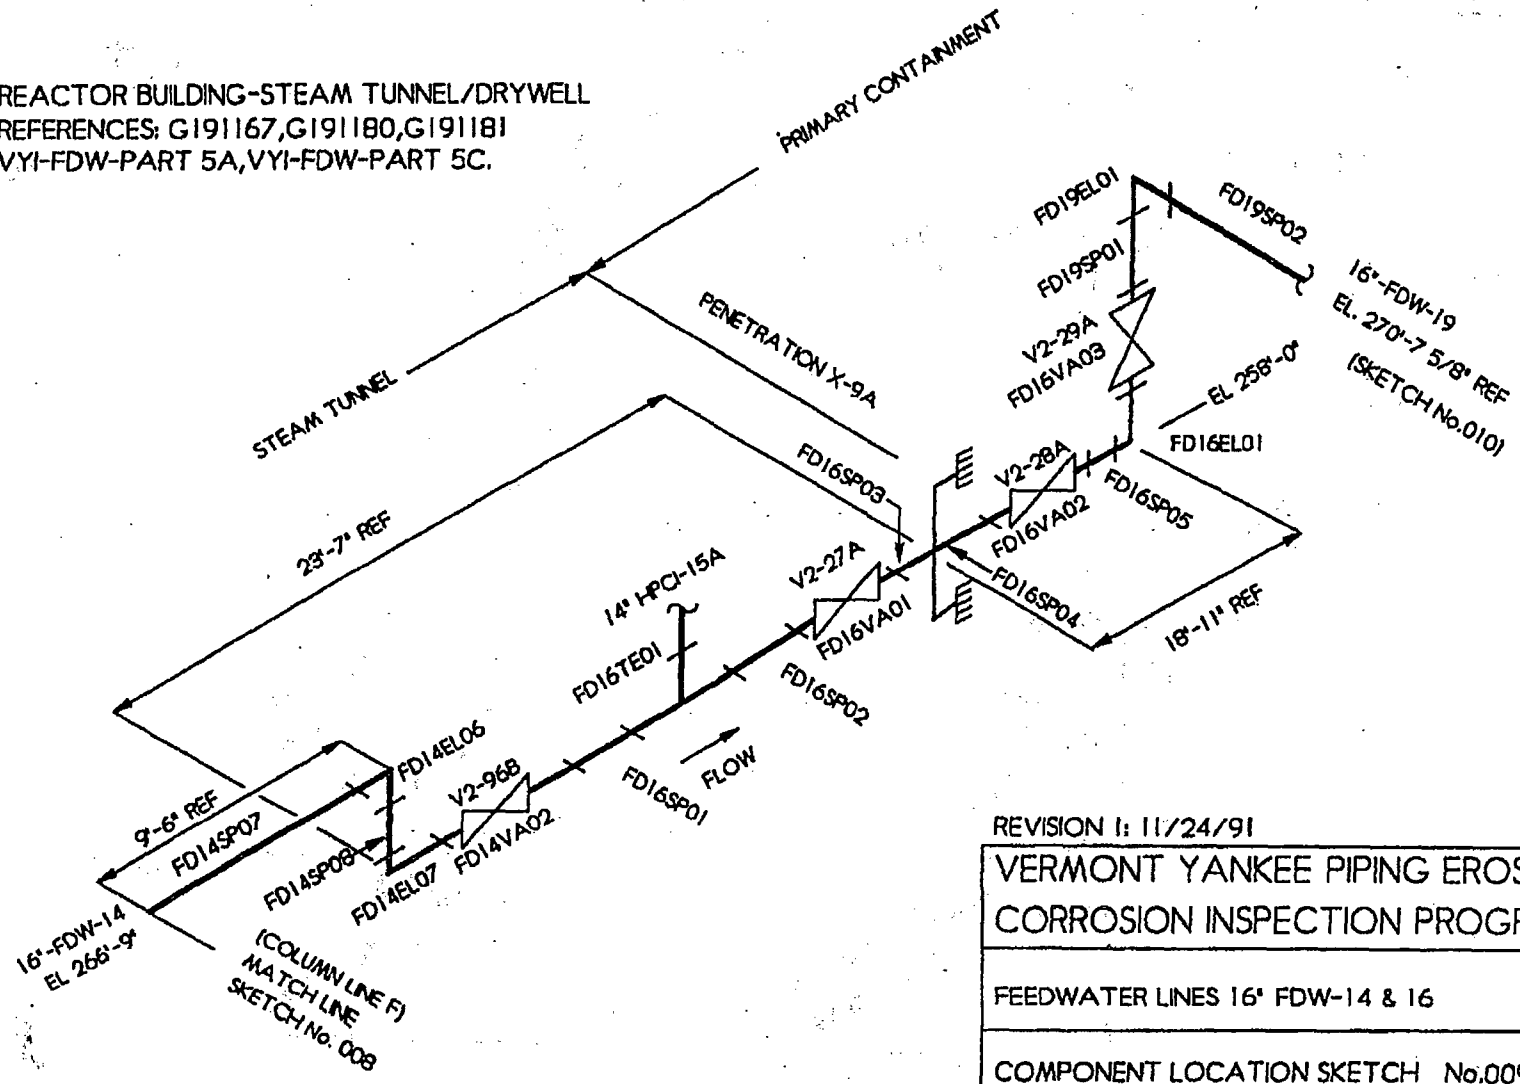 REACTOR BUILDING-STEAM TUNNEL/DRYWELL
REFERENCES: G191167,G191180,G191181
VYI-FDW-PART 5A,VYI-FDW-PART 5C.
PRIMARY CONTAINMENT
STEAM TUNNEL
PENETRATION X-9A
FD19EL01
FD19SP02
FD19SP01
16"-FDW-19
EL. 270'-7 5/8" REF
(SKETCH No.010)
V2-29A
FD16VA03
EL 258'-0"
FD16EL01
FD16SP03
V2-28A
FD16VA02
FD16SP05
23'-7" REF
14" HPCI-15A
V2-27A
FD16VA01
FD16SP04
18'-11" REF
FD16TE01
FD16SP02
FD14EL06
V2-96B
FD16SP01
FLOW
9'-6" REF
FD14SP07
FD14SP08
FD14EL07
FD14VA02
16"-FDW-14
EL 266'-9"
(COLUMN LINE F)
MATCH LINE
SKETCH No. 008
REVISION 1: 11/24/91
VERMONT YANKEE PIPING
CORROSION INSPECTION
FEEDWATER LINES 16" FDW-14 & 16
COMPONENT LOCATION SKETCH